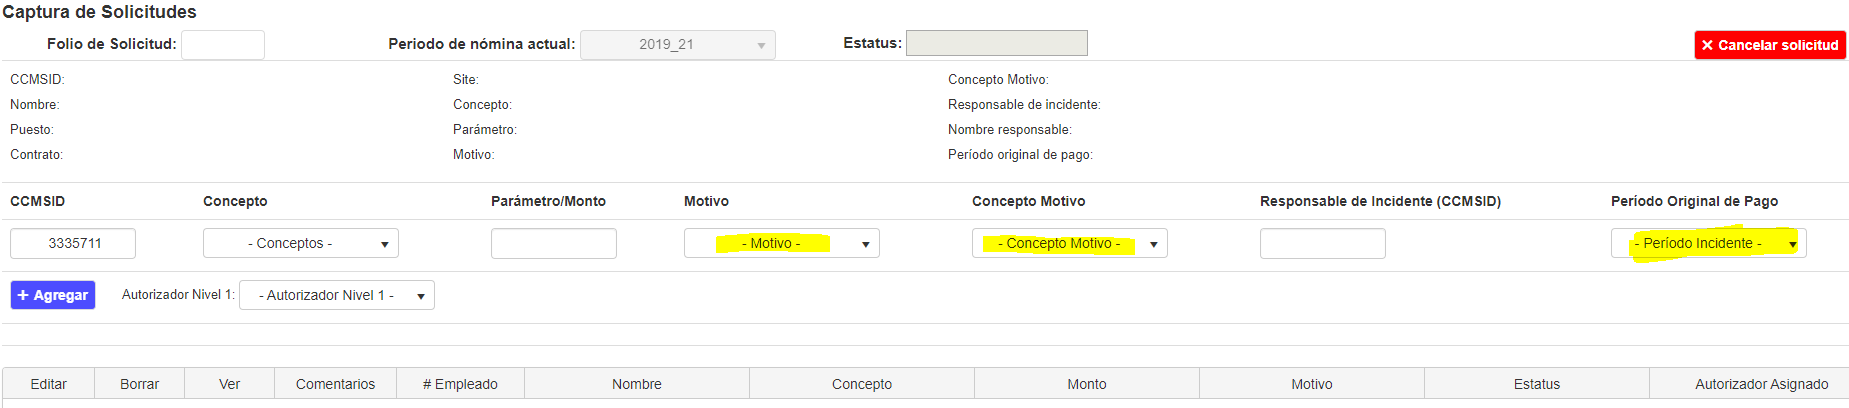 Captura de Solicitudes
Folio de Solicitud: Periodo de nómina actual: 2019_21 Estatus: × Cancelar solicitud
CCMSID: Site: Concepto Motivo:
Nombre: Concepto: Responsable de incidente:
Puesto: Parámetro: Nombre responsable:
Contrato: Motivo: Período original de pago:
CCMSID Concepto Parámetro/Monto Motivo Concepto Motivo Responsable de Incidente (CCMSID) Período Original de Pago
3335711 - Conceptos - - Motivo - - Concepto Motivo - - Período Incidente -
+ Agregar Autorizador Nivel 1: - Autorizador Nivel 1 -
Editar Borrar Ver Comentarios # Empleado Nombre Concepto Monto Motivo Estatus Autorizador Asignado